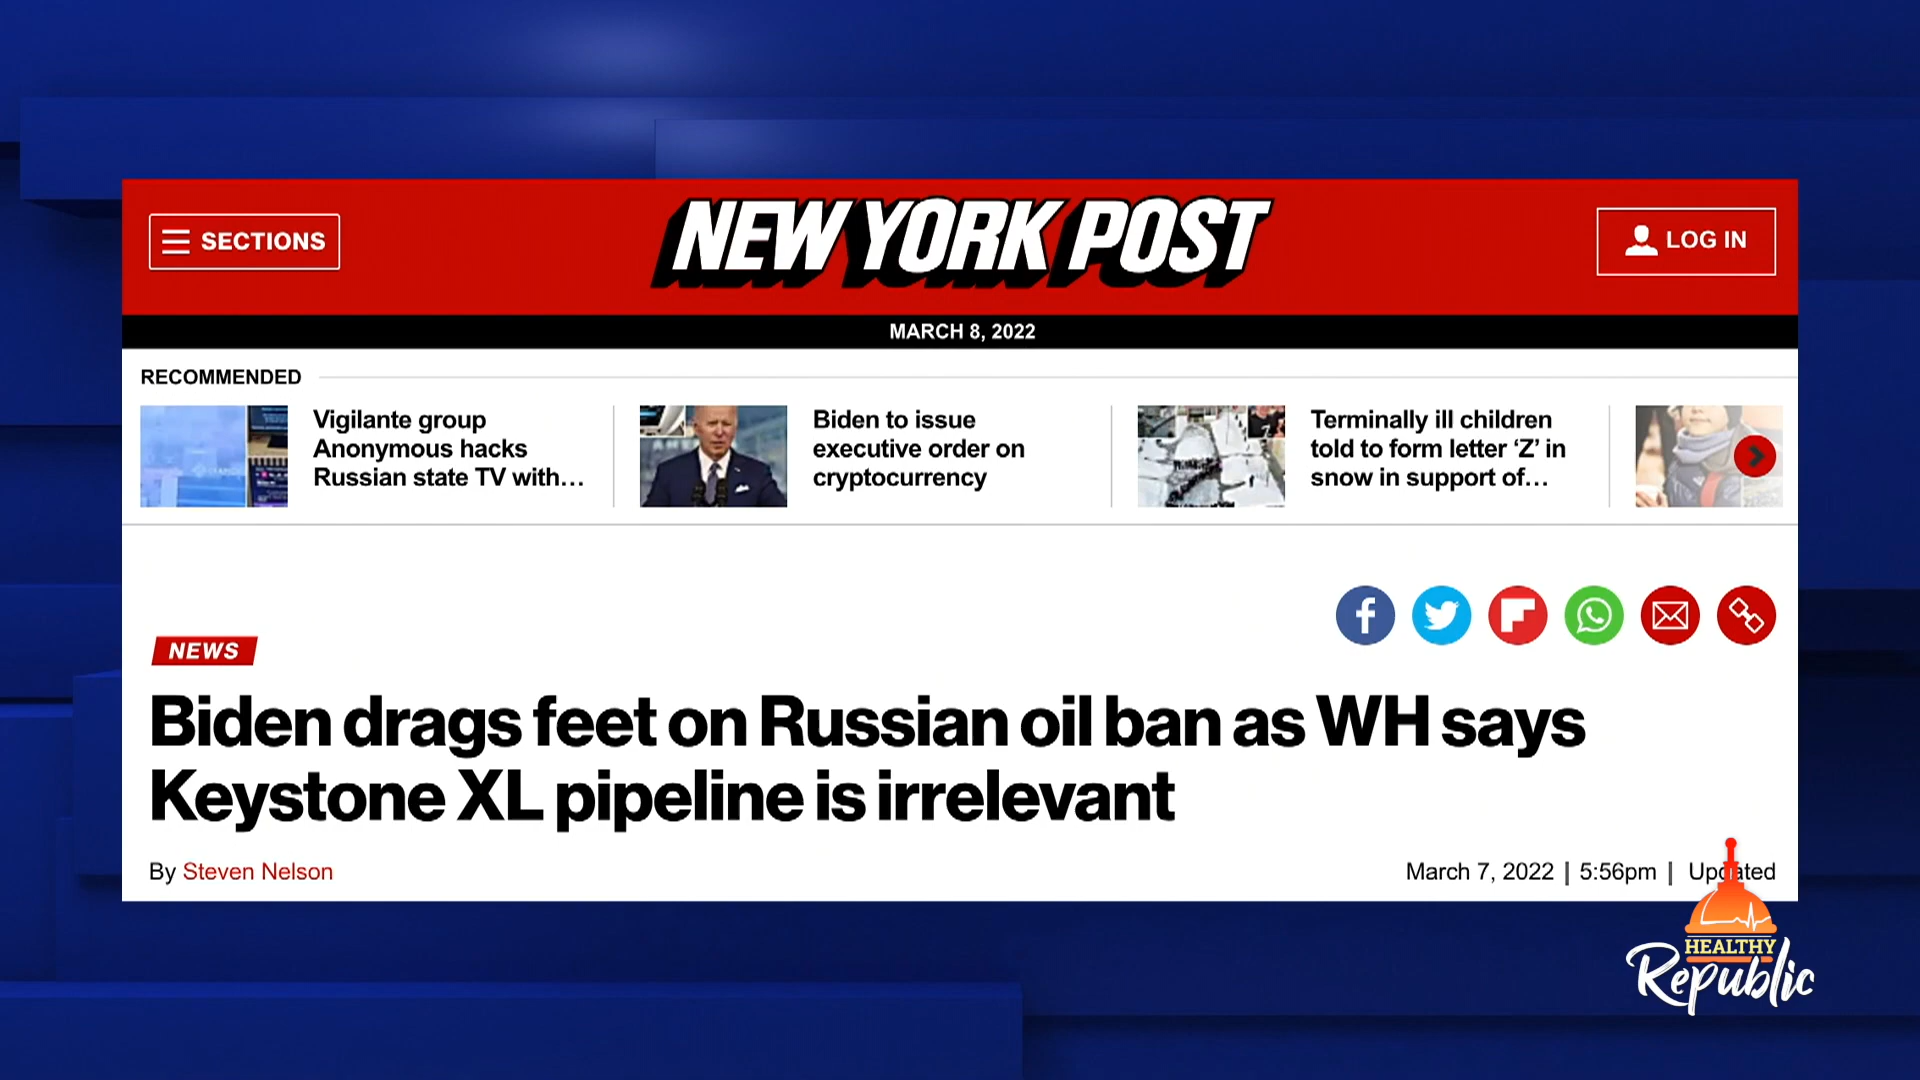 SECTIONS
NEW YORK POST
LOG IN
MARCH 8, 2022
RECOMMENDED
Vigilante group
Anonymous hacks
Russian state TV with...
Biden to issue
executive order on
cryptocurrency
Terminally ill children
told to form letter ‘Z’ in
snow in support of...
NEWS
Biden drags feet on Russian oil ban as WH says
Keystone XL pipeline is irrelevant
By Steven Nelson
March 7, 2022 | 5:56pm | Updated
HEALTHY
Republic